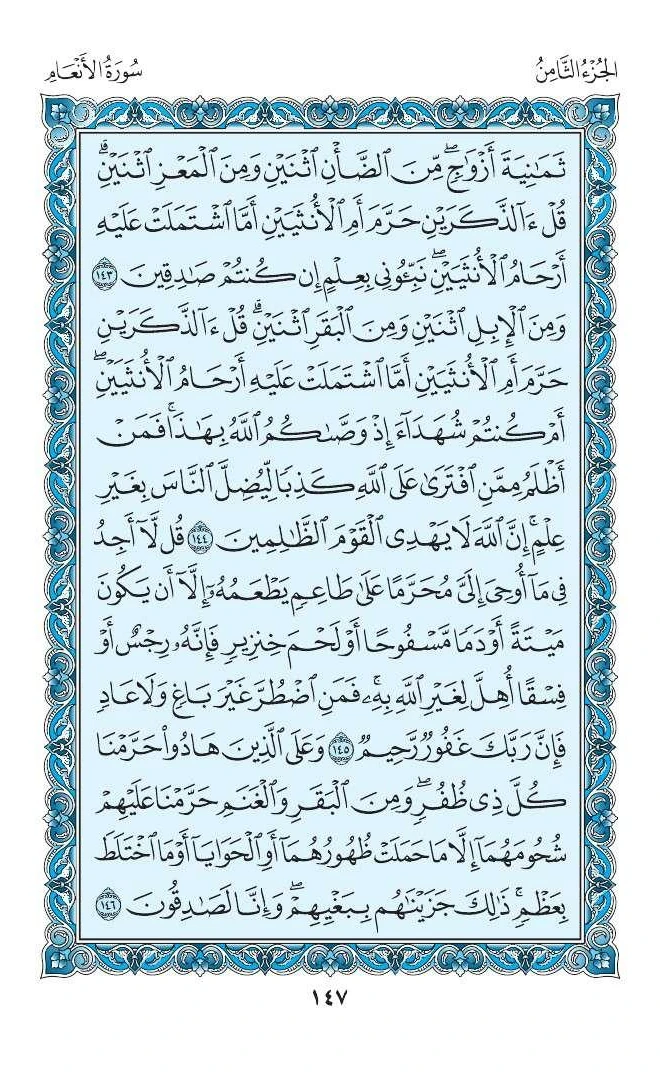 الجُزْءُ الثَّامِنُ
سُورَةُ الأَنْعَامِ
ثَمَٰنِيَةَ أَزْوَٰجٖۖ مِّنَ ٱلضَّأۡنِ ٱثۡنَيۡنِ وَمِنَ ٱلۡمَعۡزِ ٱثۡنَيۡنِۗ
قُلۡ ءَآلذَّكَرَيۡنِ حَرَّمَ أَمِ ٱلۡأُنثَيَيۡنِ أَمَّا ٱشۡتَمَلَتۡ عَلَيۡهِ
أَرۡحَامُ ٱلۡأُنثَيَيۡنِۖ نَبِّـُٔونِي بِعِلۡمٍ إِن كُنتُمۡ صَٰدِقِينَ ١٤٣
وَمِنَ ٱلۡإِبِلِ ٱثۡنَيۡنِ وَمِنَ ٱلۡبَقَرِ ٱثۡنَيۡنِۗ قُلۡ ءَآلذَّكَرَيۡنِ
حَرَّمَ أَمِ ٱلۡأُنثَيَيۡنِ أَمَّا ٱشۡتَمَلَتۡ عَلَيۡهِ أَرۡحَامُ ٱلۡأُنثَيَيۡنِۖ
أَمۡ كُنتُمۡ شُهَدَآءَ إِذۡ وَصَّىٰكُمُ ٱللَّهُ بِهَٰذَاۚ فَمَنۡ
أَظۡلَمُ مِمَّنِ ٱفۡتَرَىٰ عَلَى ٱللَّهِ كَذِبٗا لِّيُضِلَّ ٱلنَّاسَ بِغَيۡرِ
عِلۡمٍۚ إِنَّ ٱللَّهَ لَا يَهۡدِي ٱلۡقَوۡمَ ٱلظَّٰلِمِينَ ١٤٤ قُل لَّآ أَجِدُ
فِي مَآ أُوحِيَ إِلَيَّ مُحَرَّمًا عَلَىٰ طَاعِمٖ يَطۡعَمُهُۥٓ إِلَّآ أَن يَكُونَ
مَيۡتَةً أَوۡ دَمٗا مَّسۡفُوحًا أَوۡ لَحۡمَ خِنزِيرٖ فَإِنَّهُۥ رِجۡسٌ أَوۡ
فِسۡقًا أُهِلَّ لِغَيۡرِ ٱللَّهِ بِهِۦۚ فَمَنِ ٱضۡطُرَّ غَيۡرَ بَاغٖ وَلَا عَادٖ
فَإِنَّ رَبَّكَ غَفُورٞ رَّحِيمٞ ١٤٥ وَعَلَى ٱلَّذِينَ هَادُواْ حَرَّمۡنَا
كُلَّ ذِي ظُفُرٖۖ وَمِنَ ٱلۡبَقَرِ وَٱلۡغَنَمِ حَرَّمۡنَا عَلَيۡهِمۡ
شُحُومَهُمَآ إِلَّا مَا حَمَلَتۡ ظُهُورُهُمَآ أَوِ ٱلۡحَوَايَآ أَوۡ مَا ٱخۡتَلَطَ
بِعَظۡمٖۚ ذَٰلِكَ جَزَيۡنَٰهُم بِبَغۡيِهِمۡۖ وَإِنَّا لَصَٰدِقُونَ ١٤٦
١٤٧